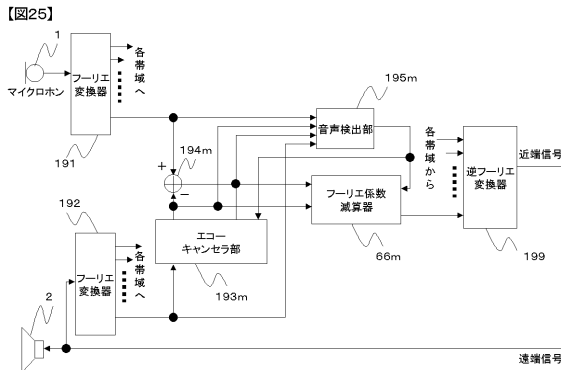 【図25】
1
マイクロホン
フーリエ
変換器
191
各帯域へ
195m
音声検出部
194m
+
−
各帯域から
逆フーリエ
変換器
199
近端信号
フーリエ係数
減算器
66m
192
フーリエ
変換器
各帯域へ
エコー
キャンセラ部
193m
2
遠端信号